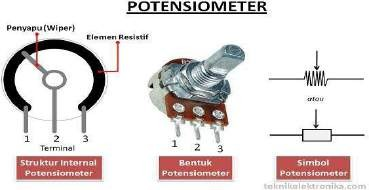 POTENSIOMETER
Penyapu (Wiper)
Elemen Resistif
1 2 3
Terminal
Struktur Internal
Potensiometer
1 2 3
Bentuk
Potensiometer
atau
Simbol
Potensiometer
teknikelektronika.com